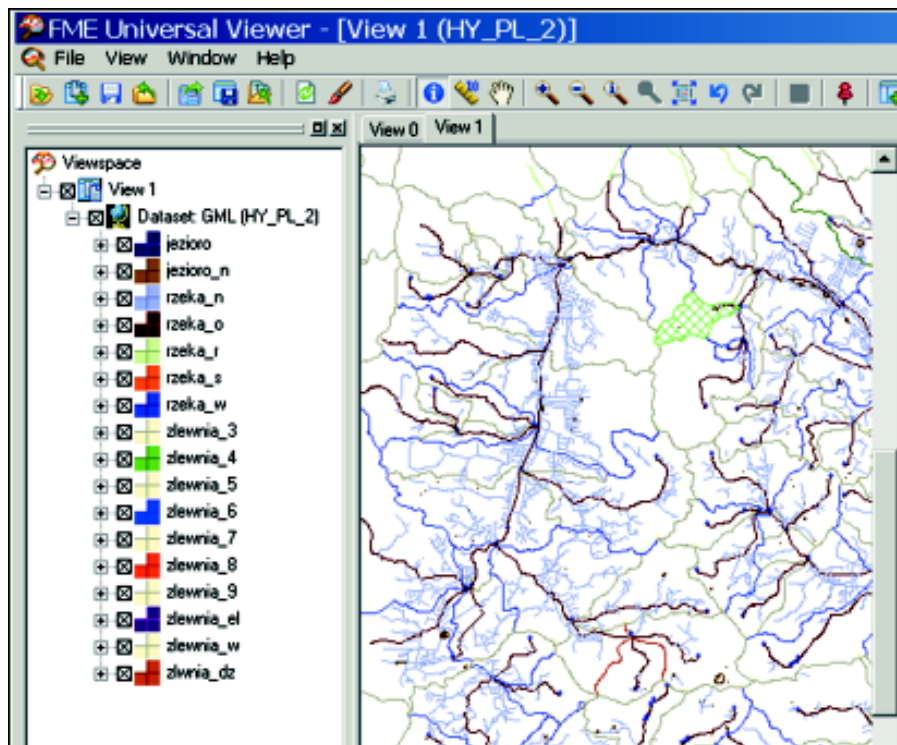 FME Universal Viewer - [View 1 (HY_PL_2)]
File View Window Help
View 0 View 1
Viewspace
View 1
Dataset: GML (HY_PL_2)
jezioro
jezioro_n
rzeka_n
rzeka_o
rzeka_r
rzeka_s
rzeka_w
zlewnia_3
zlewnia_4
zlewnia_5
zlewnia_6
zlewnia_7
zlewnia_8
zlewnia_9
zlewnia_el
zlewnia_w
zlwnia_dz